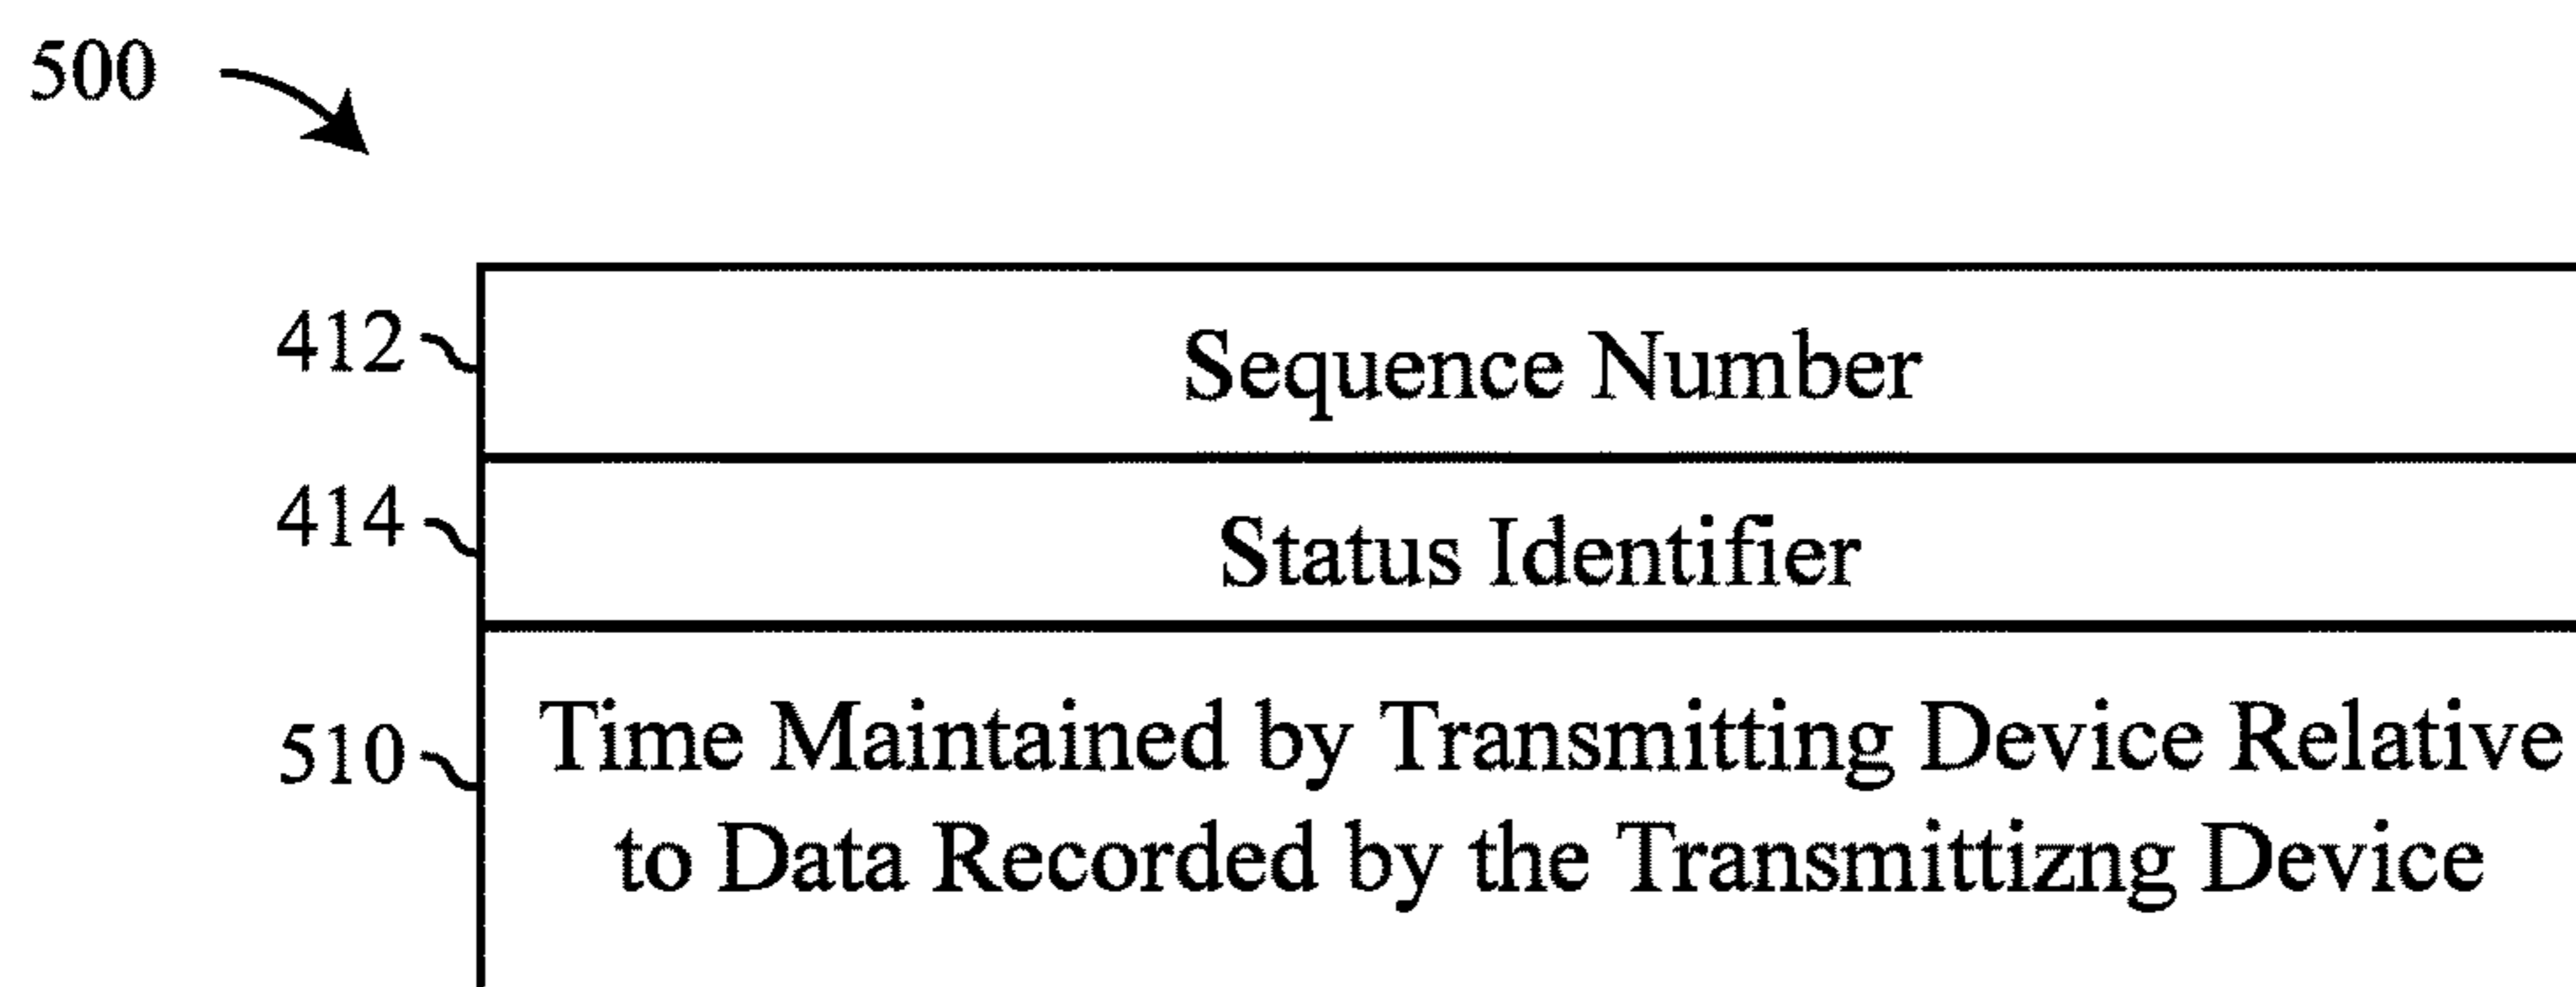 500
412 Sequence Number
414 Status Identifier
510 Time Maintained by Transmitting Device Relative
to Data Recorded by the Transmittizng Device